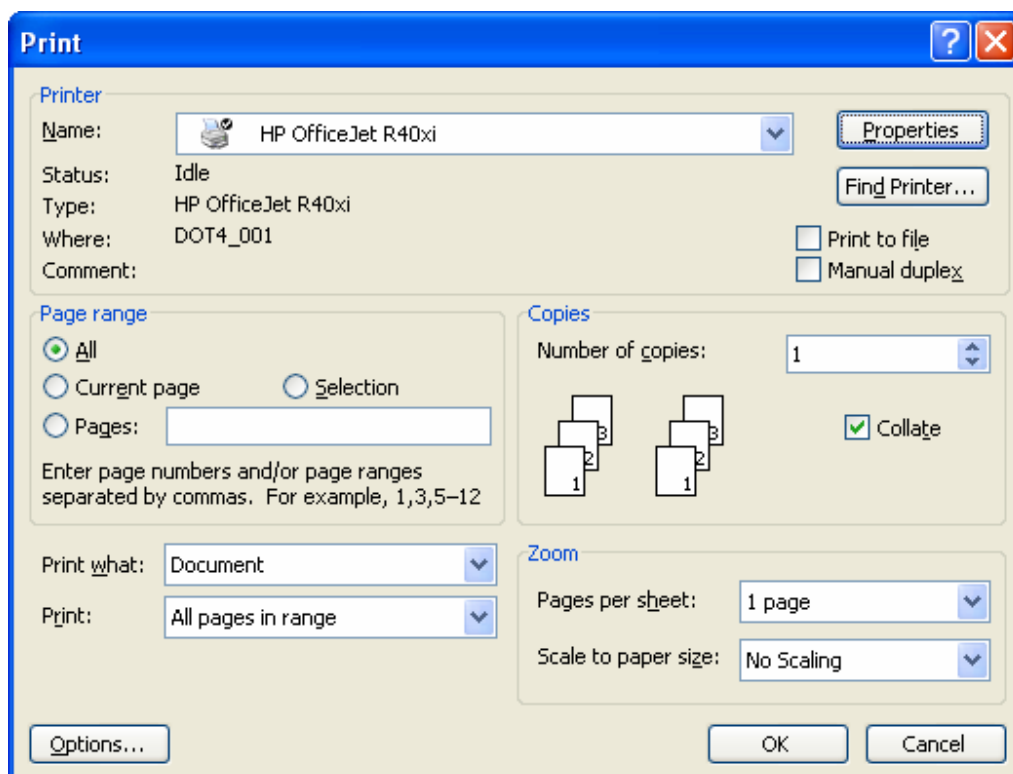 Print
Printer
Name: HP OfficeJet R40xi Properties
Status: Idle Find Printer...
Type: HP OfficeJet R40xi
Where: DOT4_001 Print to file
Comment: Manual duplex
Page range
All
Current page Selection
Pages:
Enter page numbers and/or page ranges
separated by commas. For example, 1,3,5–12
Copies
Number of copies: 1
3 3
2 2
1 1
Collate
Print what: Document
Print: All pages in range
Zoom
Pages per sheet: 1 page
Scale to paper size: No Scaling
Options... OK Cancel